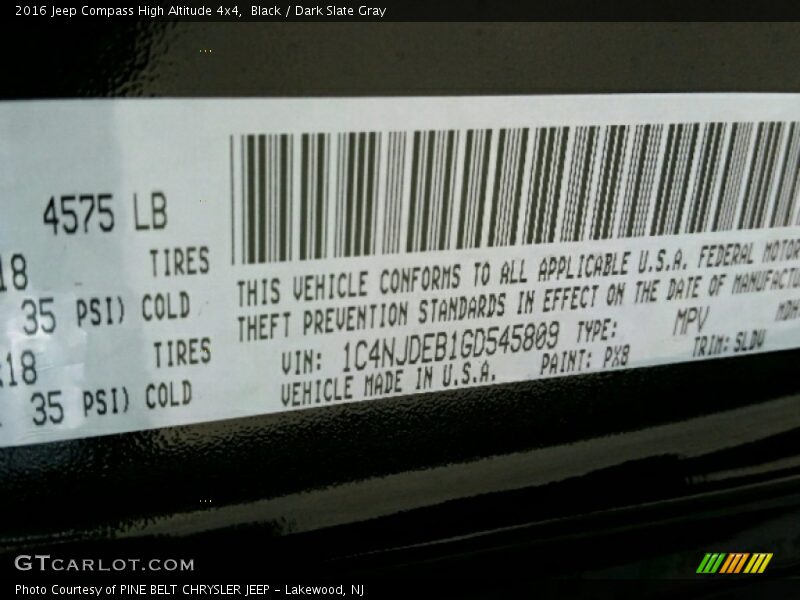 2016 Jeep Compass High Altitude 4x4,  Black / Dark Slate Gray
4575 LB
18 TIRES
35 PSI) COLD
18 TIRES
35 PSI) COLD
THIS VEHICLE CONFORMS TO ALL APPLICABLE U.S.A. FEDERAL MOTOR
THEFT PREVENTION STANDARDS IN EFFECT ON THE DATE OF MANUFACTU
VIN: 1C4NJDEB1GD545809 TYPE: MPV MDH
VEHICLE MADE IN U.S.A. PAINT: PX8 TRIM: SLDV
GTCARLOT.COM
Photo Courtesy of PINE BELT CHRYSLER JEEP – Lakewood, NJ